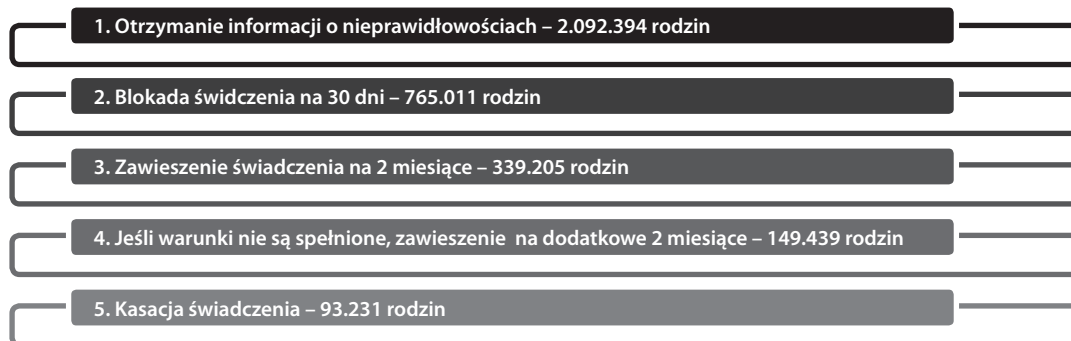 1. Otrzymanie informacji o nieprawidłowościach – 2.092.394 rodzin
2. Blokada świdczenia na 30 dni – 765.011 rodzin
3. Zawieszenie świadczenia na 2 miesiące – 339.205 rodzin
4. Jeśli warunki nie są spełnione, zawieszenie  na dodatkowe 2 miesiące – 149.439 rodzin
5. Kasacja świadczenia – 93.231 rodzin